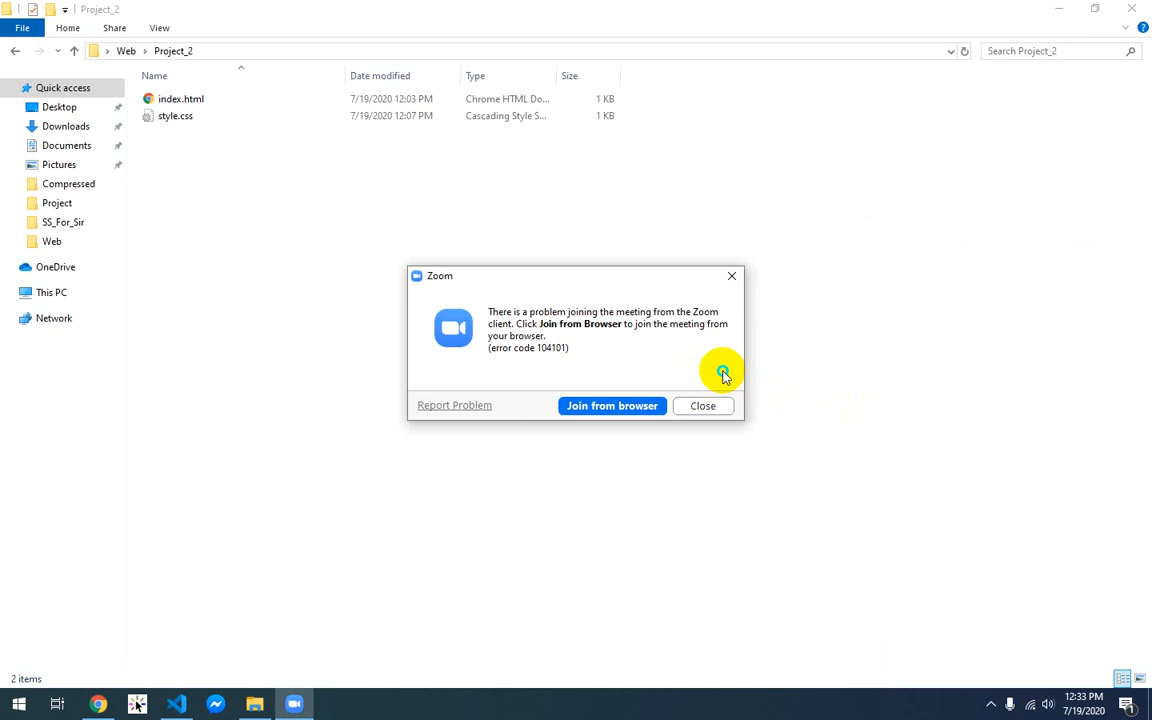 Project_2
File Home Share View
Web Project_2
Search Project_2
Name Date modified Type Size
index.html 7/19/2020 12:03 PM Chrome HTML Do... 1 KB
style.css 7/19/2020 12:07 PM Cascading Style S... 1 KB
Quick access
Desktop
Downloads
Documents
Pictures
Compressed
Project
SS_For_Sir
Web
OneDrive
This PC
Network
Zoom
There is a problem joining the meeting from the Zoom
client. Click Join from Browser to join the meeting from
your browser.
(error code 104101)
Report Problem Join from browser Close
2 items
12:33 PM
7/19/2020
1